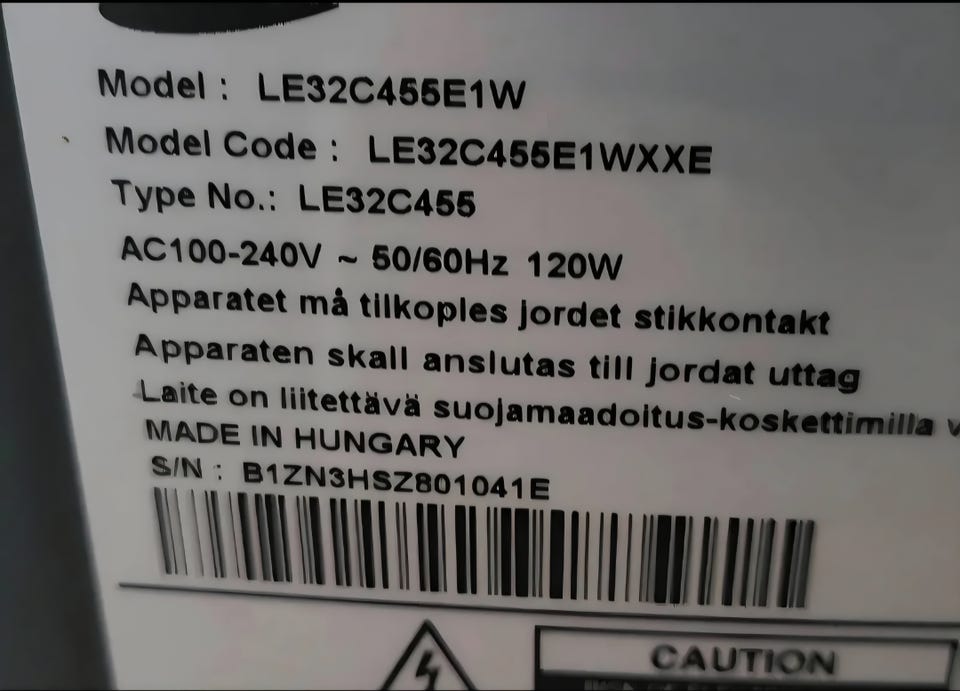 Model : LE32C455E1W
Model Code : LE32C455E1WXXE
Type No.: LE32C455
AC100-240V ~ 50/60Hz 120W
Apparatet må tilkoples jordet stikkontakt
Apparaten skall anslutas till jordat uttag
Laite on liitettävä suojamaadoitus-koskettimilla
MADE IN HUNGARY
S/N : B1ZN3HSZ801041E
CAUTION